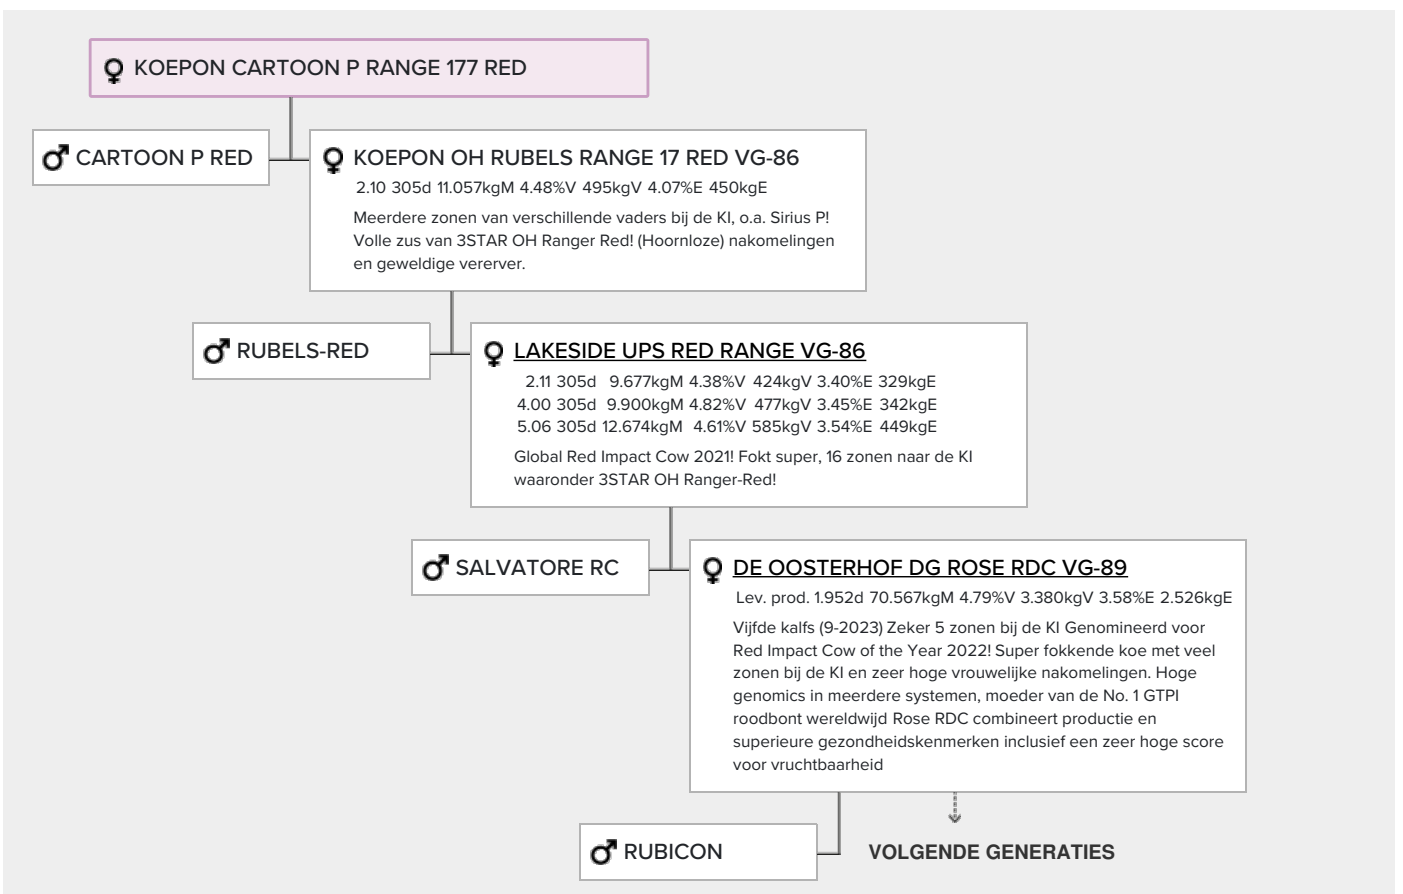 KOEPON CARTOON P RANGE 177 RED
CARTOON P RED
KOEPON OH RUBELS RANGE 17 RED VG-86
2.10 305d 11.057kgM 4.48%V 495kgV 4.07%E 450kgE
Meerdere zonen van verschillende vaders bij de KI, o.a. Sirius P!
Volle zus van 3STAR OH Ranger Red! (Hoornloze) nakomelingen
en geweldige vererver.
RUBELS-RED
LAKESIDE UPS RED RANGE VG-86
2.11 305d 9.677kgM 4.38%V 424kgV 3.40%E 329kgE
4.00 305d 9.900kgM 4.82%V 477kgV 3.45%E 342kgE
5.06 305d 12.674kgM 4.61%V 585kgV 3.54%E 449kgE
Global Red Impact Cow 2021! Fokt super, 16 zonen naar de KI
waaronder 3STAR OH Ranger-Red!
SALVATORE RC
DE OOSTERHOF DG ROSE RDC VG-89
Lev. prod. 1.952d 70.567kgM 4.79%V 3.380kgV 3.58%E 2.526kgE
Vijfde kalfs (9-2023) Zeker 5 zonen bij de KI Genomineerd voor
Red Impact Cow of the Year 2022! Super fokkende koe met veel
zonen bij de KI en zeer hoge vrouwelijke nakomelingen. Hoge
genomics in meerdere systemen, moeder van de No. 1 GTPI
roodbont wereldwijd Rose RDC combineert productie en
superieure gezondheidskenmerken inclusief een zeer hoge score
voor vruchtbaarheid
RUBICON
VOLGENDE GENERATIES